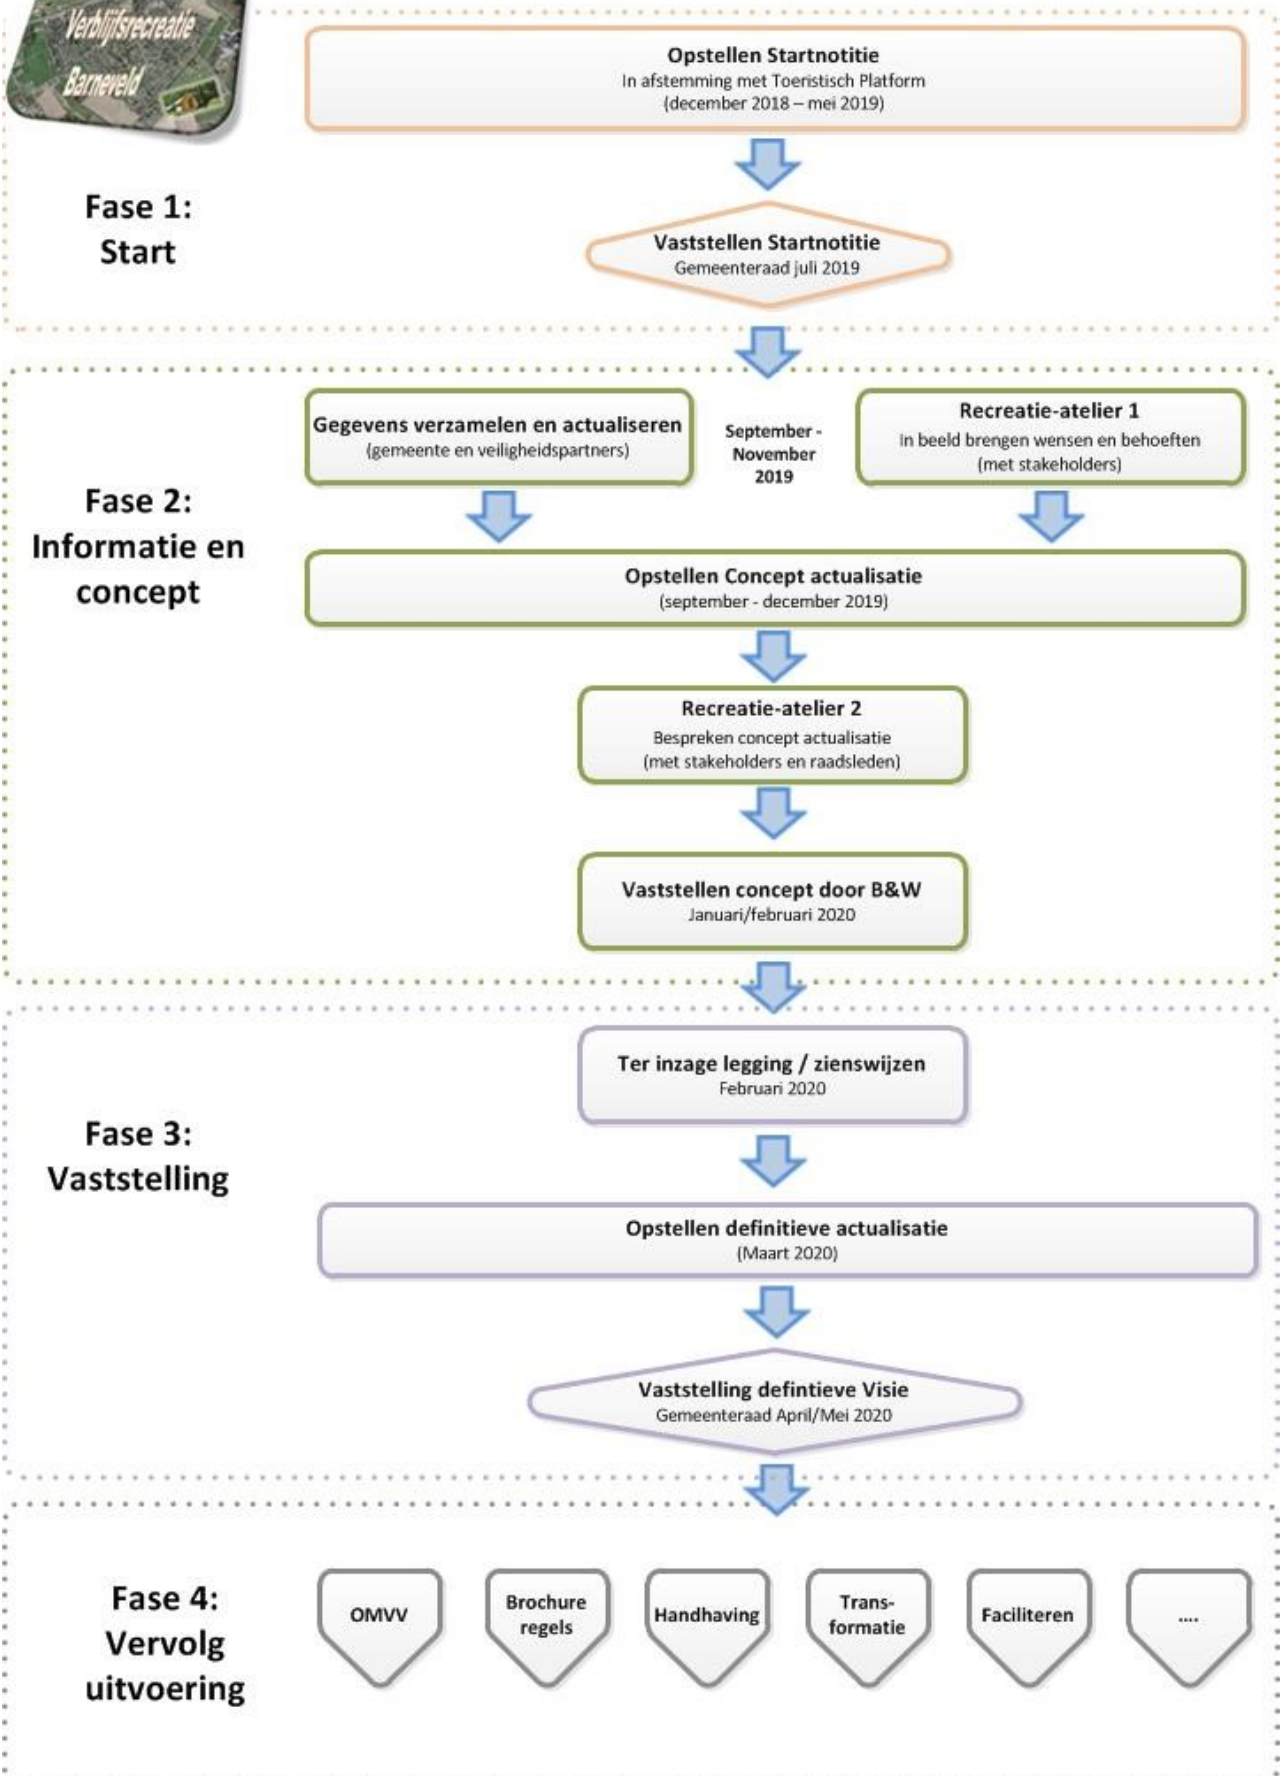 Verblijfsrecreatie
Barneveld
Opstellen Startnotitie
In afstemming met Toeristisch Platform
(december 2018 – mei 2019)
Fase 1:
Start
Vaststellen Startnotitie
Gemeenteraad juli 2019
Gegevens verzamelen en actualiseren
(gemeente en veiligheidspartners)
September -
November
2019
Recreatie-atelier 1
In beeld brengen wensen en behoeften
(met stakeholders)
Fase 2:
Informatie en
concept
Opstellen Concept actualisatie
(september - december 2019)
Recreatie-atelier 2
Bespreken concept actualisatie
(met stakeholders en raadsleden)
Vaststellen concept door B&W
Januari/februari 2020
Ter inzage legging / zienswijzen
Februari 2020
Fase 3:
Vaststelling
Opstellen definitieve actualisatie
(Maart 2020)
Vaststelling defintieve Visie
Gemeenteraad April/Mei 2020
Fase 4:
Vervolg
uitvoering
OMVV
Brochure
regels
Handhaving
Trans-
formatie
Faciliteren
....